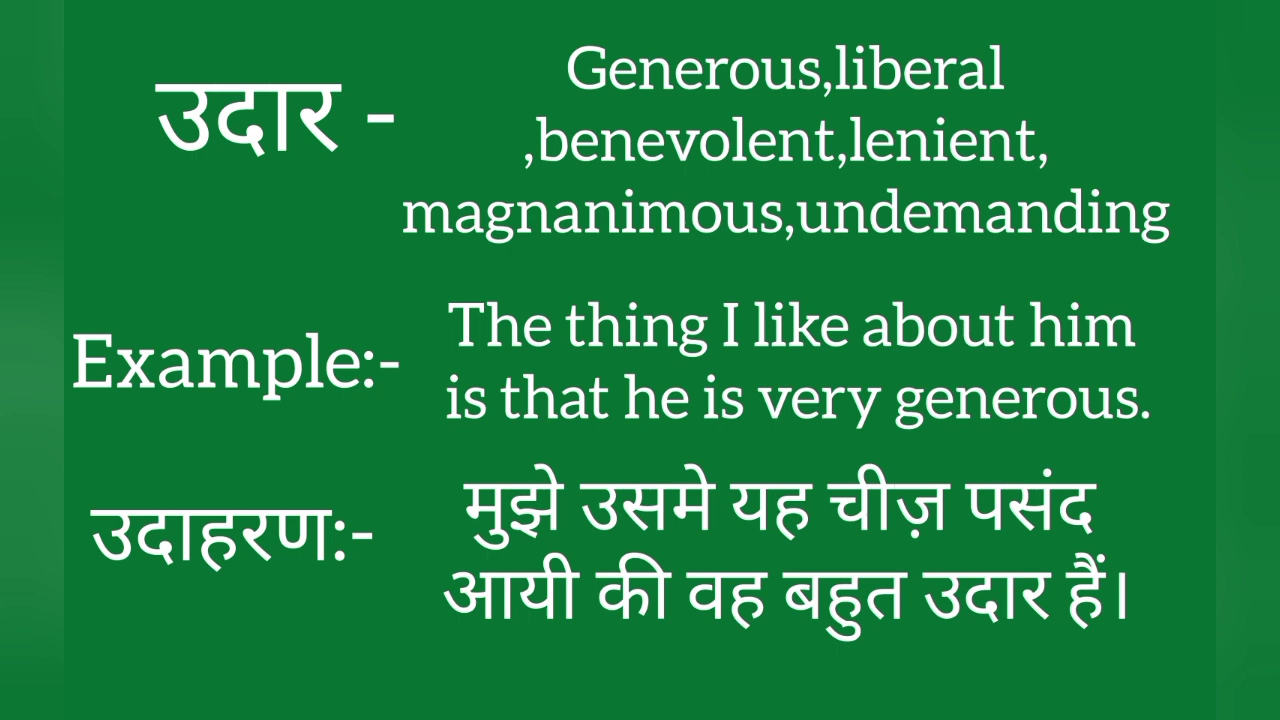 उदार -
Generous,liberal
,benevolent,lenient,
magnanimous,undemanding
Example:-
The thing I like about him
is that he is very generous.
उदाहरण:-
मुझे उसमे यह चीज़ पसंद
आयी की वह बहुत उदार हैं।